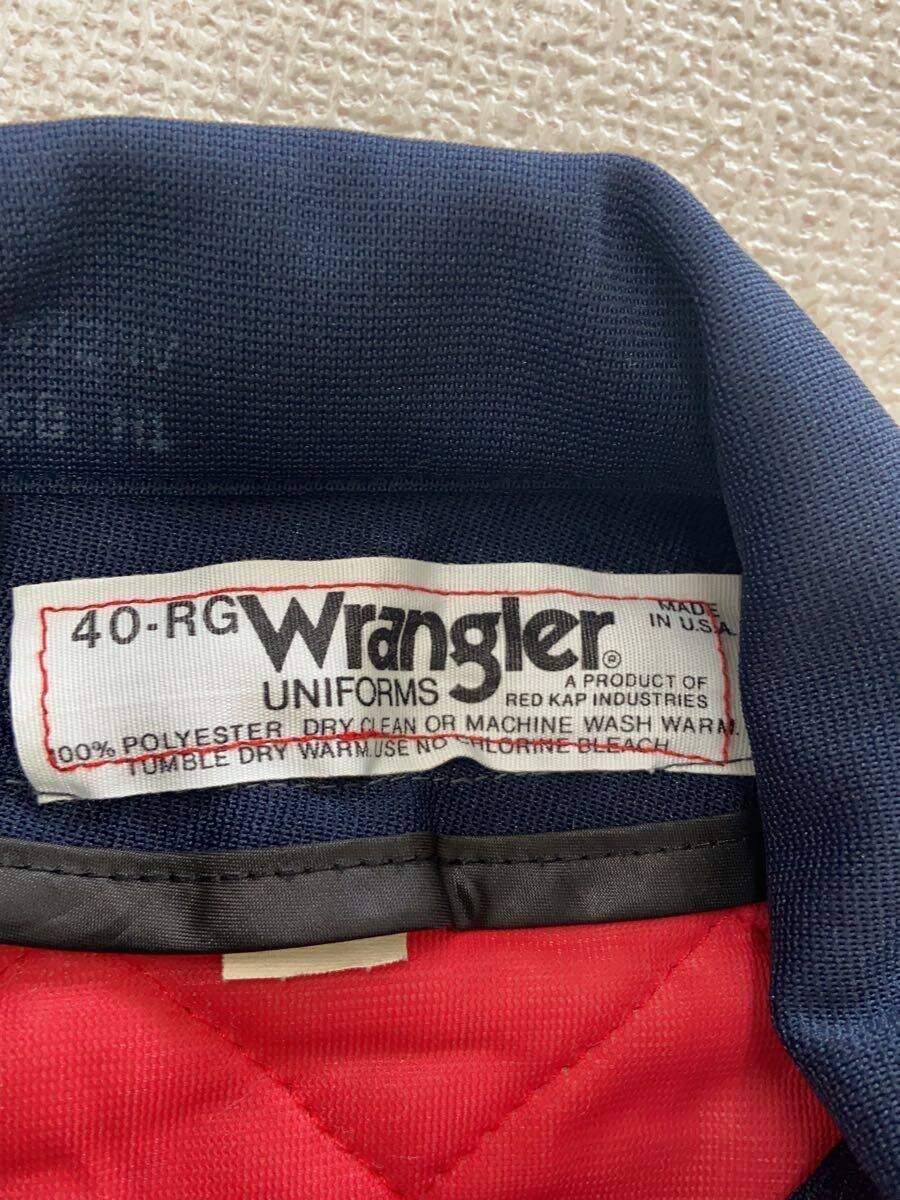 40-RG Wrangler® MADE IN U.S.A.
UNIFORMS A PRODUCT OF
RED KAP INDUSTRIES
100% POLYESTER DRY CLEAN OR MACHINE WASH WARM.
TUMBLE DRY WARM. USE NO CHLORINE BLEACH